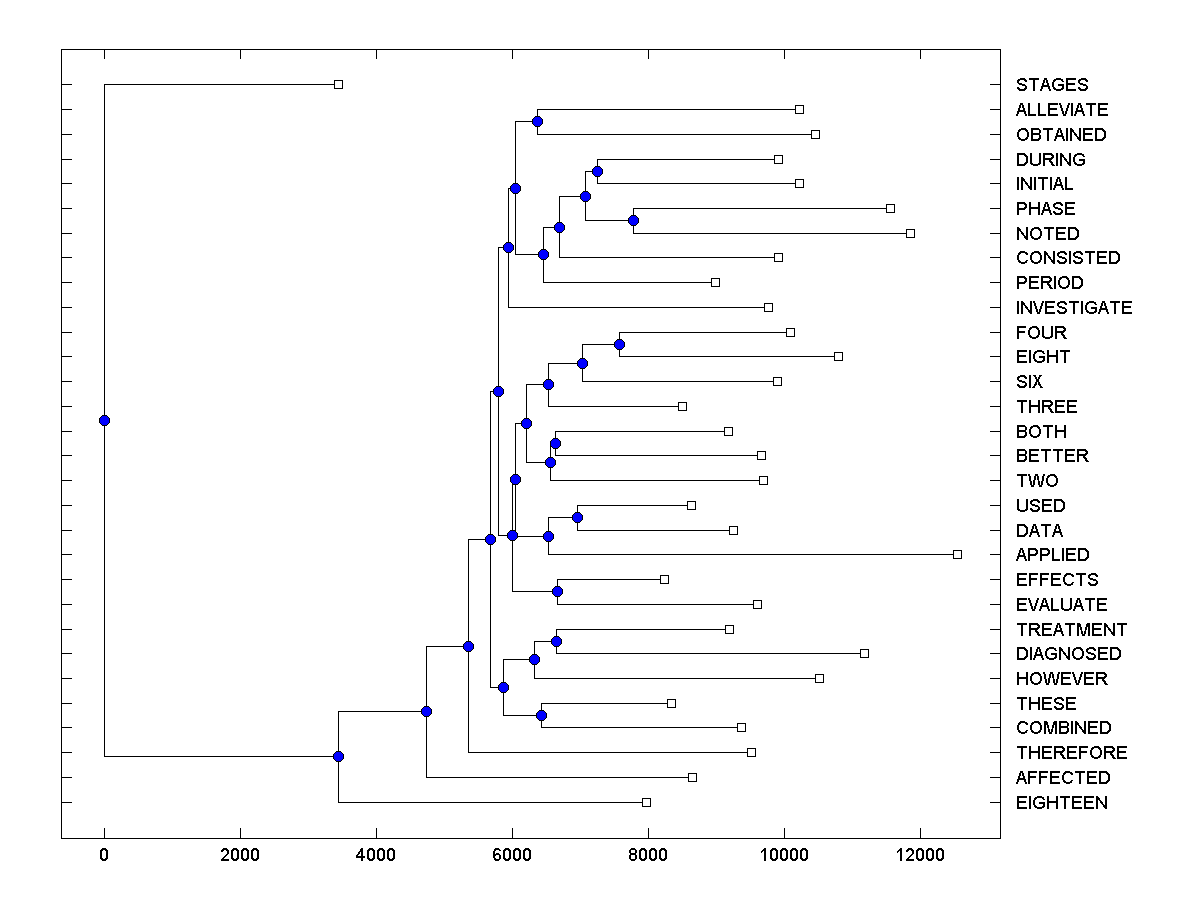 STAGES
ALLEVIATE
OBTAINED
DURING
INITIAL
PHASE
NOTED
CONSISTED
PERIOD
INVESTIGATE
FOUR
EIGHT
SIX
THREE
BOTH
BETTER
TWO
USED
DATA
APPLIED
EFFECTS
EVALUATE
TREATMENT
DIAGNOSED
HOWEVER
THESE
COMBINED
THEREFORE
AFFECTED
EIGHTEEN
0 2000 4000 6000 8000 10000 12000